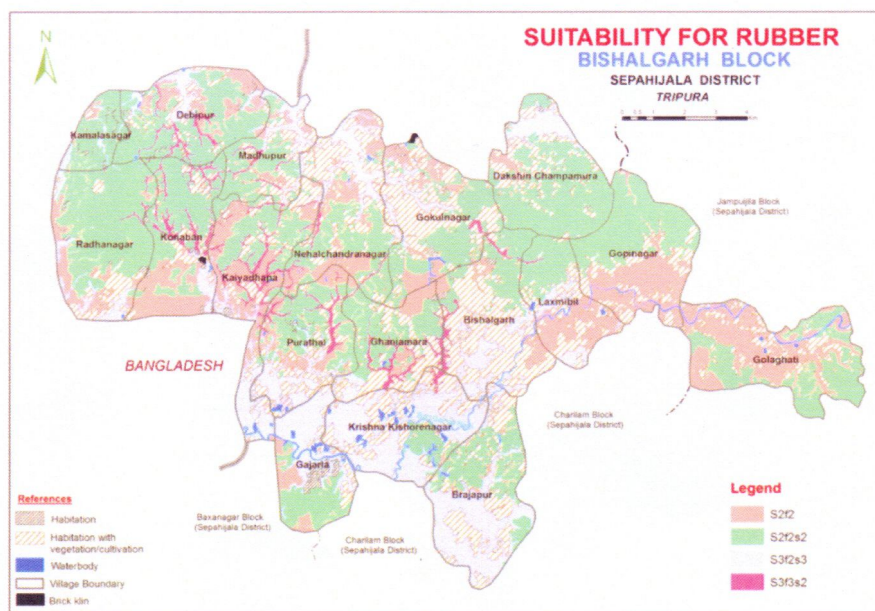 N
SUITABILITY FOR RUBBER
BISHALGARH BLOCK
SEPAHIJALA DISTRICT
TRIPURA
Debipur
Kamalasagar
Madhupur
Dakshin Champamura
Jampuijila Block
(Sepahijala District)
Gokulnagar
Radhanagar
Konaban
Nehalchandranagar
Gopinagar
Kaiyadhapa
Laxmibil
Bishalgarh
Purathal
Ghaniamara
Golaghati
BANGLADESH
Charilam Block
(Sepahijala District)
Krishna Kishorenagar
Gajaria
Brajapur
Baxanagar Block
(Sepahijala District)
Charilam Block
(Sepahijala District)
References
Habitation
Habitation with
vegetation/cultivation
Waterbody
Village Boundary
Brick kiln
Legend
S2f2
S2f2s2
S3f2s3
S3f3s2